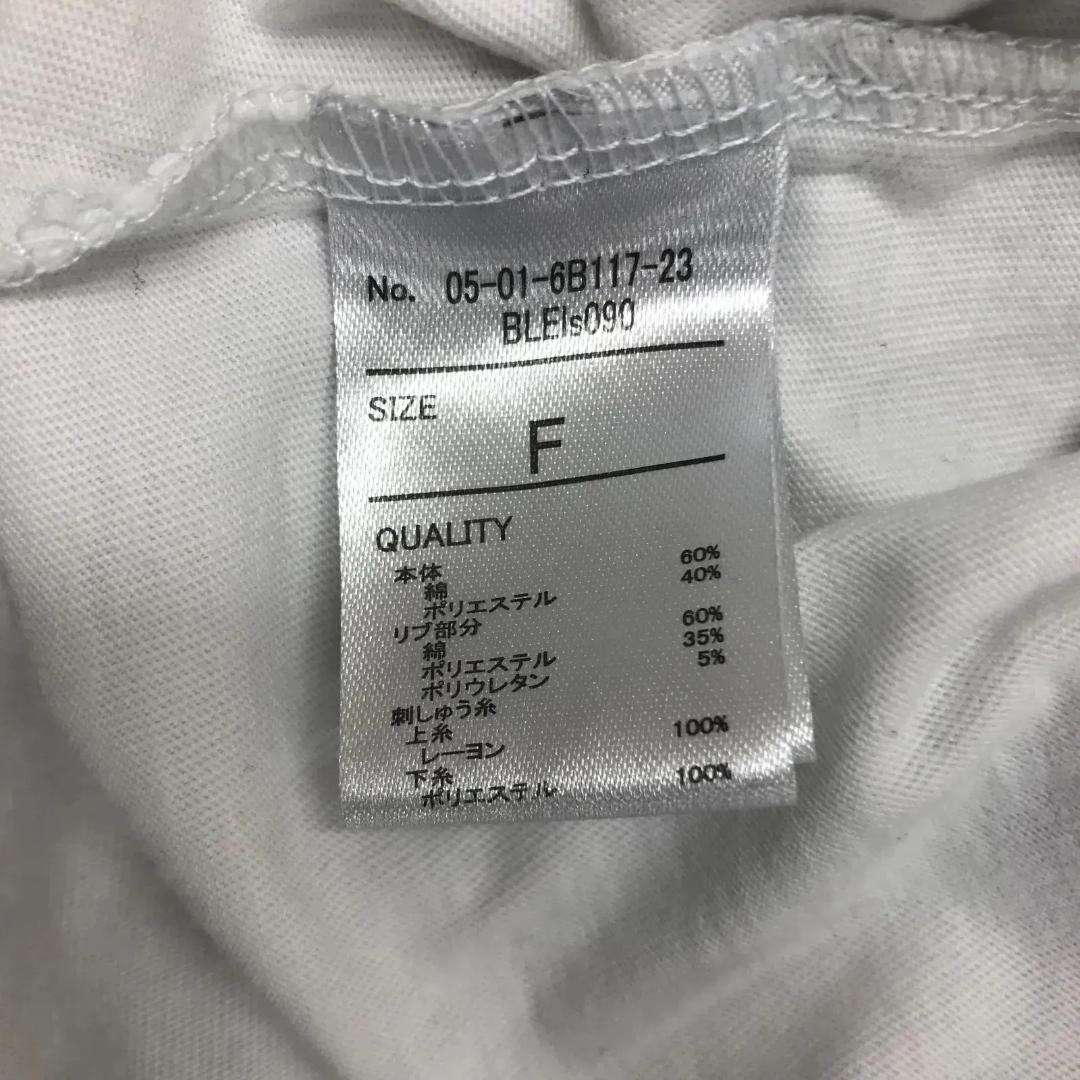 No. 05-01-6B117-23
BLEIs090
SIZE
F
QUALITY
本体
綿 60%
ポリエステル 40%
リブ部分
綿 60%
ポリエステル 35%
ポリウレタン 5%
刺しゅう糸
上糸
レーヨン 100%
下糸
ポリエステル 100%